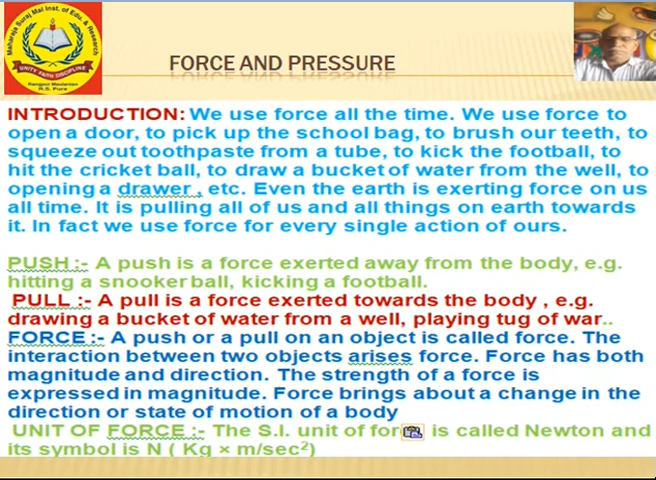 Maharaja Suraj Mal Inst. of Edu. & Research
UNITY FAITH DISCIPLINE
R.S. Pura
FORCE AND PRESSURE
INTRODUCTION: We use force all the time. We use force to
open a door, to pick up the school bag, to brush our teeth, to
squeeze out toothpaste from a tube, to kick the football, to
hit the cricket ball, to draw a bucket of water from the well, to
opening a drawer , etc. Even the earth is exerting force on us
all time. It is pulling all of us and all things on earth towards
it. In fact we use force for every single action of ours.
PUSH :- A push is a force exerted away from the body, e.g.
hitting a snooker ball, kicking a football.
PULL :- A pull is a force exerted towards the body , e.g.
drawing a bucket of water from a well, playing tug of war..
FORCE :- A push or a pull on an object is called force. The
interaction between two objects arises force. Force has both
magnitude and direction. The strength of a force is
expressed in magnitude. Force brings about a change in the
direction or state of motion of a body
UNIT OF FORCE :- The S.I. unit of for is called Newton and
its symbol is N ( Kg × m/sec²)